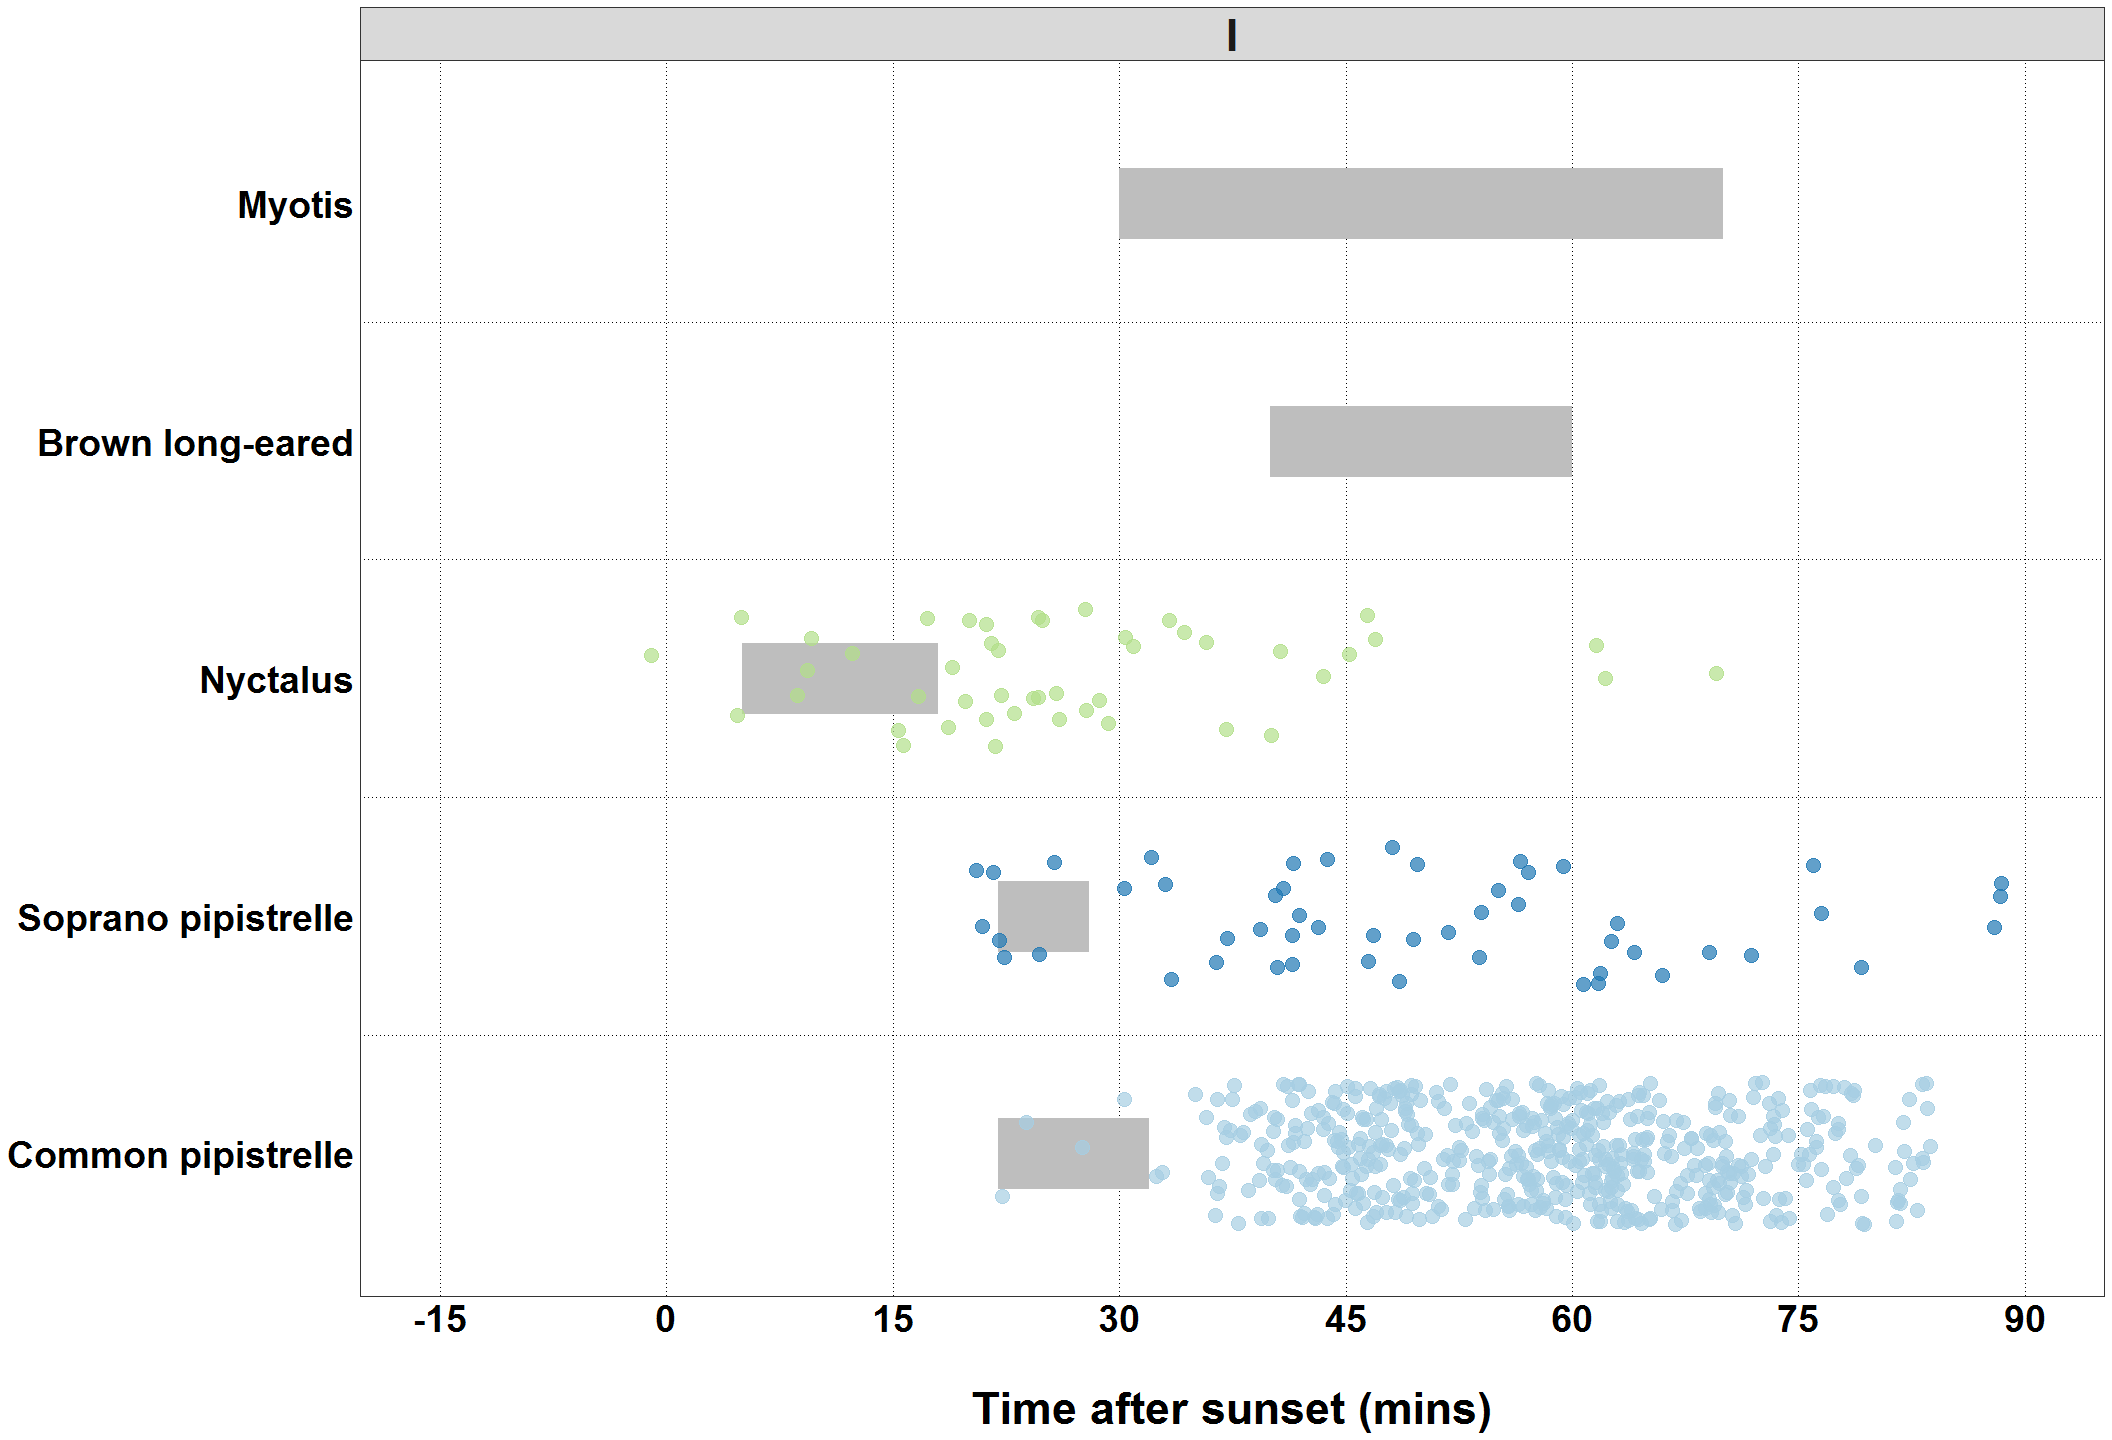 I
Myotis
Brown long-eared
Nyctalus
Soprano pipistrelle
Common pipistrelle
-15 0 15 30 45 60 75 90
Time after sunset (mins)